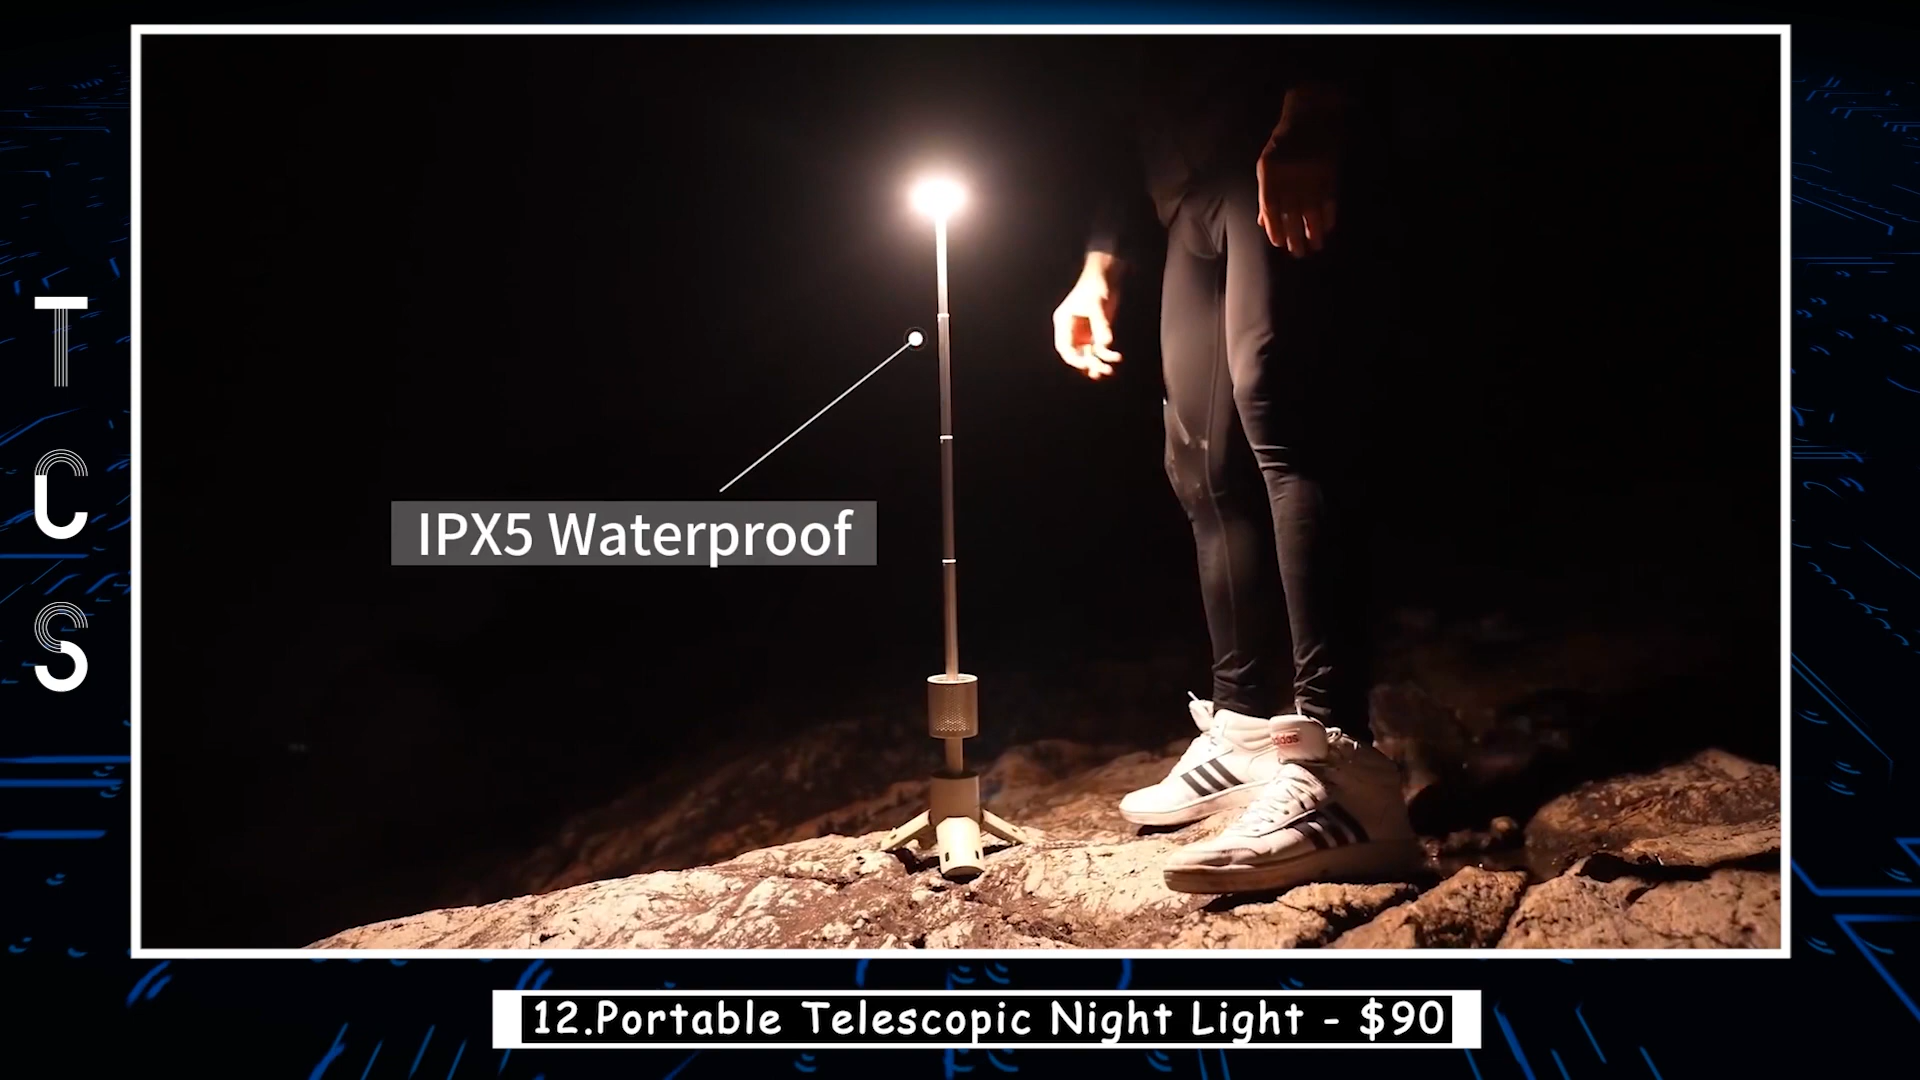 T
C
S
IPX5 Waterproof
adidas
12.Portable Telescopic Night Light - $90